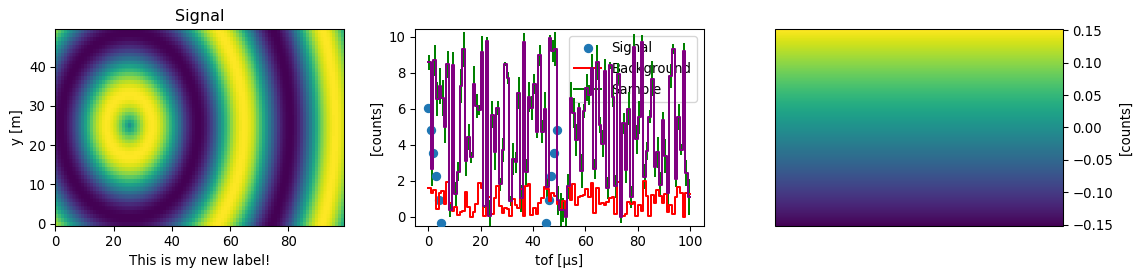 Signal
y [m]
40
30
20
10
0
0 20 40 60 80
This is my new label!
[counts]
10
8
6
4
2
0
Signal
Background
Sample
0 20 40 60 80 100
tof [µs]
0.15
0.10
0.05
0.00
−0.05
−0.10
−0.15
[counts]